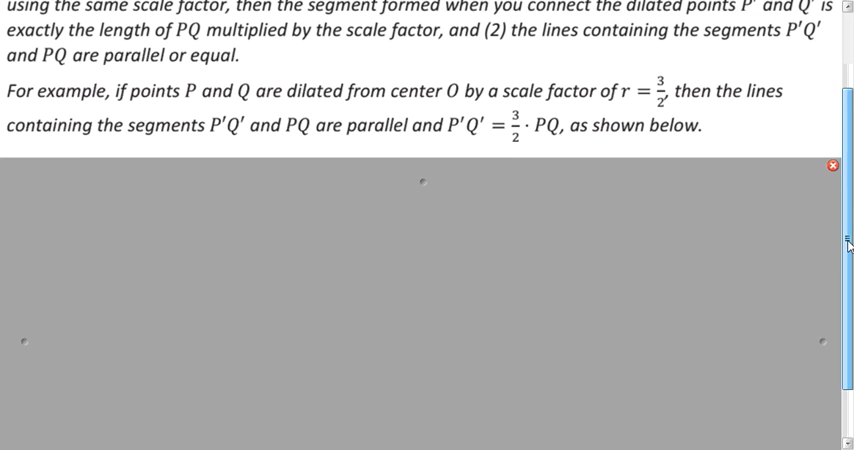 using the same scale factor, then the segment formed when you connect the dilated points P′ and Q′ is
exactly the length of PQ multiplied by the scale factor, and (2) the lines containing the segments P′Q′
and PQ are parallel or equal.
For example, if points P and Q are dilated from center O by a scale factor of r = 3/2, then the lines
containing the segments P′Q′ and PQ are parallel and P′Q′ = 3/2 · PQ, as shown below.